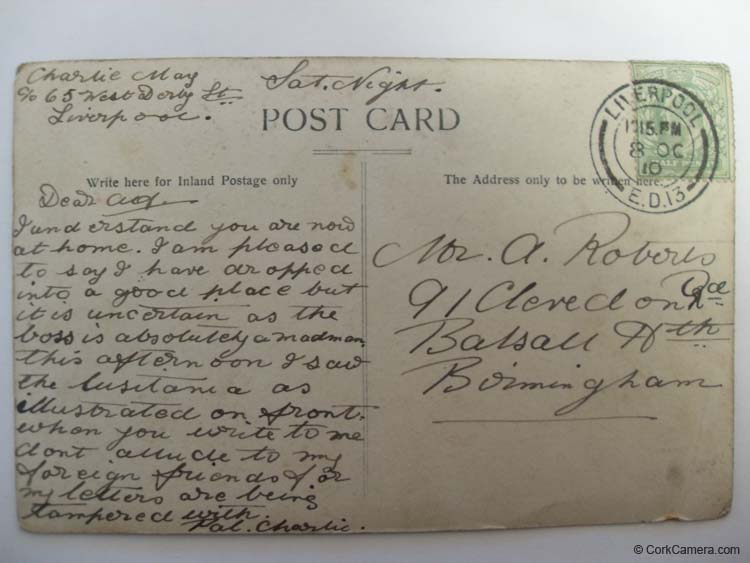 Charlie May
c/o 65 West Derby St
Liverpool.
Sat. Night.
POST CARD
LIVERPOOL
12 15. PM
8 OC
10
E.D.13
Write here for Inland Postage only
The Address only to be written here.
Dear
I understand you are now
at home. I am pleased
to say I have dropped
into a good place but
it is uncertain as the
boss is absolutely a madman
this afternoon I saw
the Lusitania as
illustrated on front.
when you write to me
dont allude to my
foreign friends for
my letters are being
tampered with.
Pal. Charlie.
Mr. A. Roberts
91 Clevedon Rd
Balsall Hth
Birmingham
© CorkCamera.com